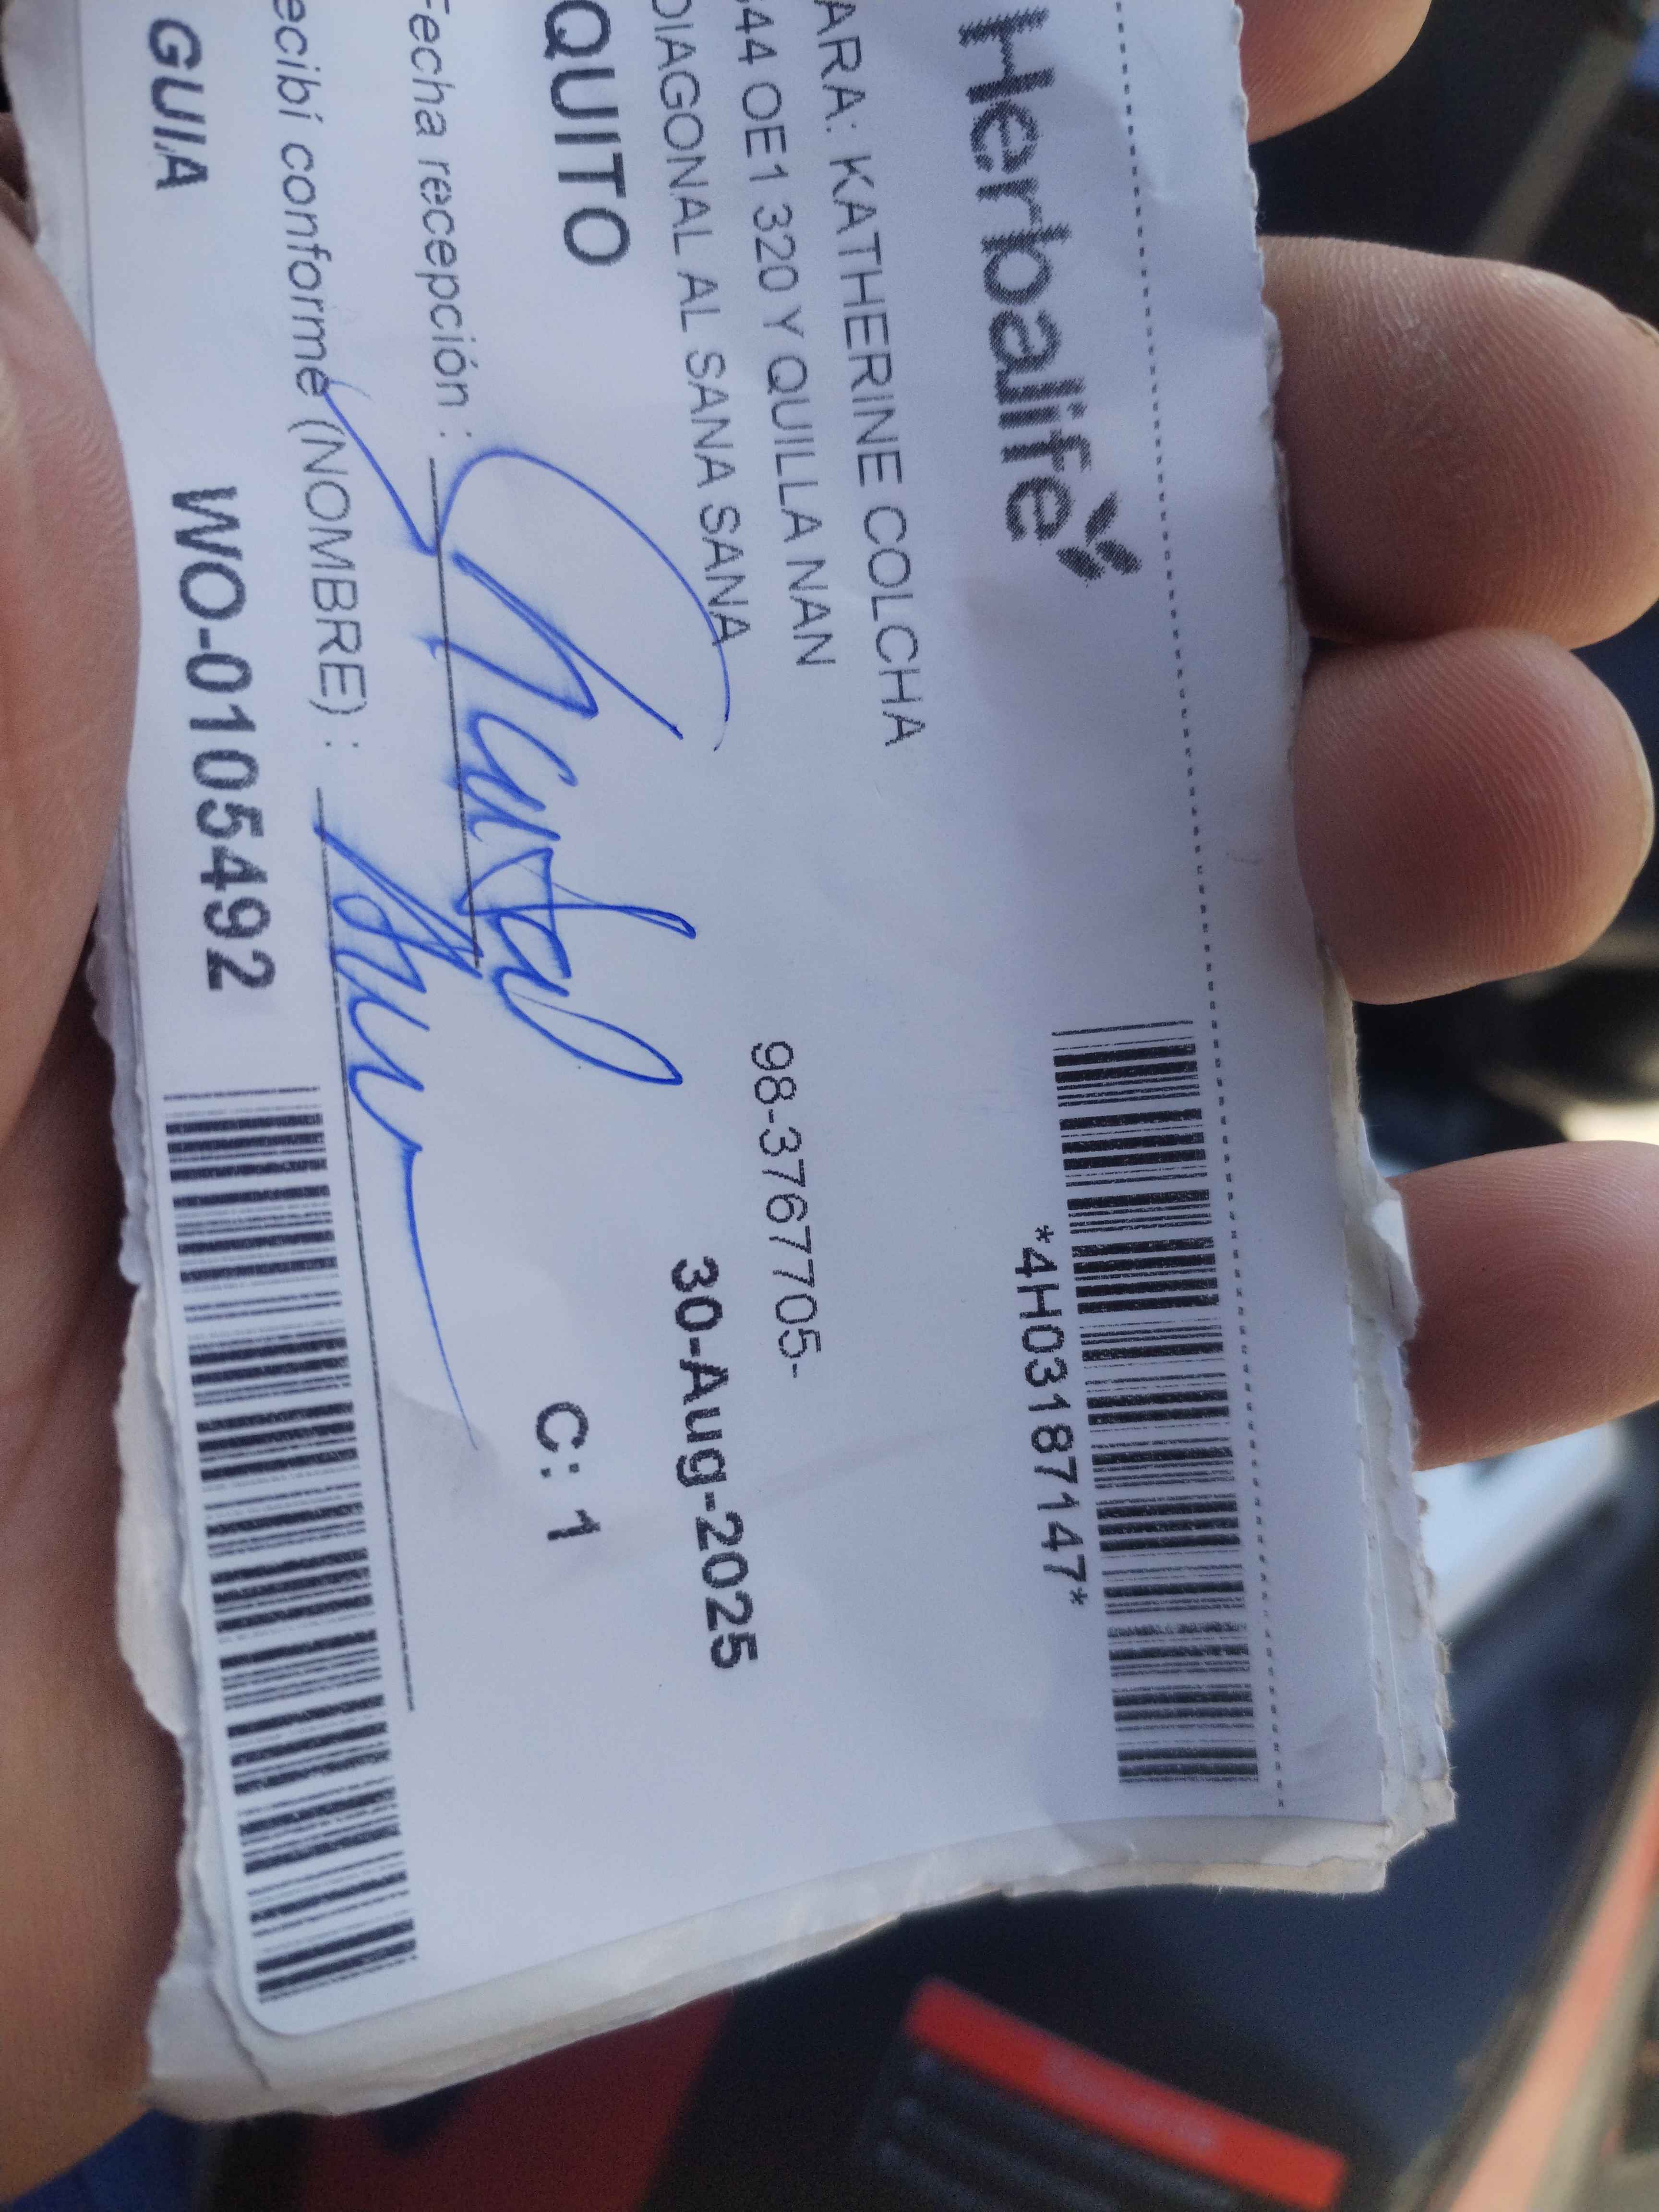 *4H03187147*
Herbalife
ARA: KATHERINE COLCHA
44 OE1 320 Y QUILLA NAN
98-3767705-
DIAGONAL AL SANA SANA
30-Aug-2025
QUITO
C: 1
Fecha recepción :
ecibí conforme (NOMBRE) :
GUIA
WO-0105492